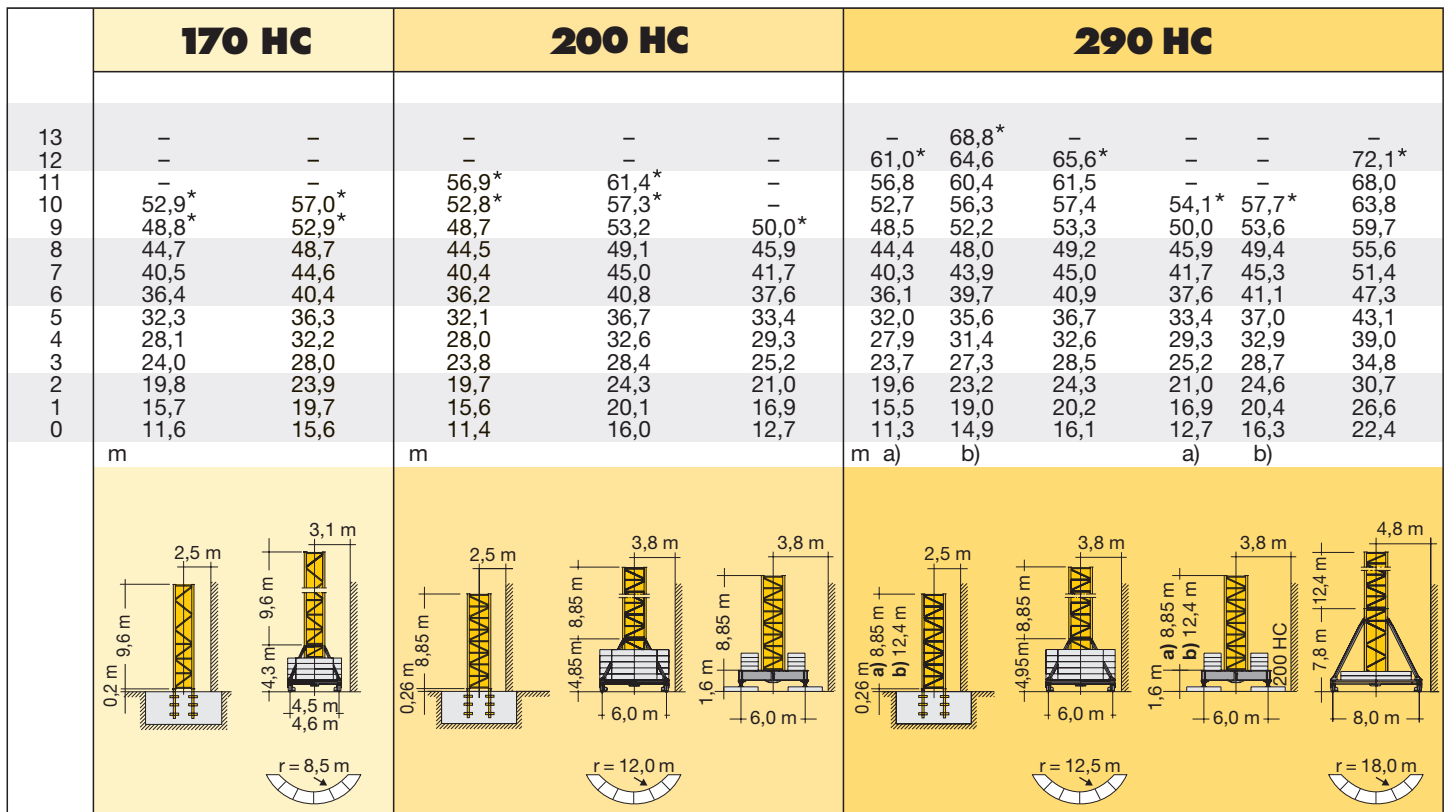 170 HC 200 HC 290 HC
13 – – – – – – 68,8* – – – –
12 – – – – – 61,0* 64,6 65,6* – – 72,1*
11 – – 56,9* 61,4* – 56,8 60,4 61,5 – – 68,0
10 52,9* 57,0* 52,8* 57,3* – 52,7 56,3 57,4 54,1* 57,7* 63,8
9 48,8* 52,9* 48,7 53,2 50,0* 48,5 52,2 53,3 50,0 53,6 59,7
8 44,7 48,7 44,5 49,1 45,9 44,4 48,0 49,2 45,9 49,4 55,6
7 40,5 44,6 40,4 45,0 41,7 40,3 43,9 45,0 41,7 45,3 51,4
6 36,4 40,4 36,2 40,8 37,6 36,1 39,7 40,9 37,6 41,1 47,3
5 32,3 36,3 32,1 36,7 33,4 32,0 35,6 36,7 33,4 37,0 43,1
4 28,1 32,2 28,0 32,6 29,3 27,9 31,4 32,6 29,3 32,9 39,0
3 24,0 28,0 23,8 28,4 25,2 23,7 27,3 28,5 25,2 28,7 34,8
2 19,8 23,9 19,7 24,3 21,0 19,6 23,2 24,3 21,0 24,6 30,7
1 15,7 19,7 15,6 20,1 16,9 15,5 19,0 20,2 16,9 20,4 26,6
0 11,6 15,6 11,4 16,0 12,7 11,3 14,9 16,1 12,7 16,3 22,4
m m m a) b) a) b)
2,5 m
9,6 m
0,2 m
3,1 m
9,6 m
4,3 m
4,5 m
4,6 m
r = 8,5 m
2,5 m
8,85 m
0,26 m
3,8 m
8,85 m
4,85 m
6,0 m
r = 12,0 m
3,8 m
8,85 m
1,6 m
6,0 m
2,5 m
a) 8,85 m
b) 12,4 m
0,26 m
3,8 m
8,85 m
4,95 m
6,0 m
r = 12,5 m
3,8 m
a) 8,85 m
b) 12,4 m
1,6 m
200 HC
6,0 m
4,8 m
12,4 m
7,8 m
8,0 m
r = 18,0 m